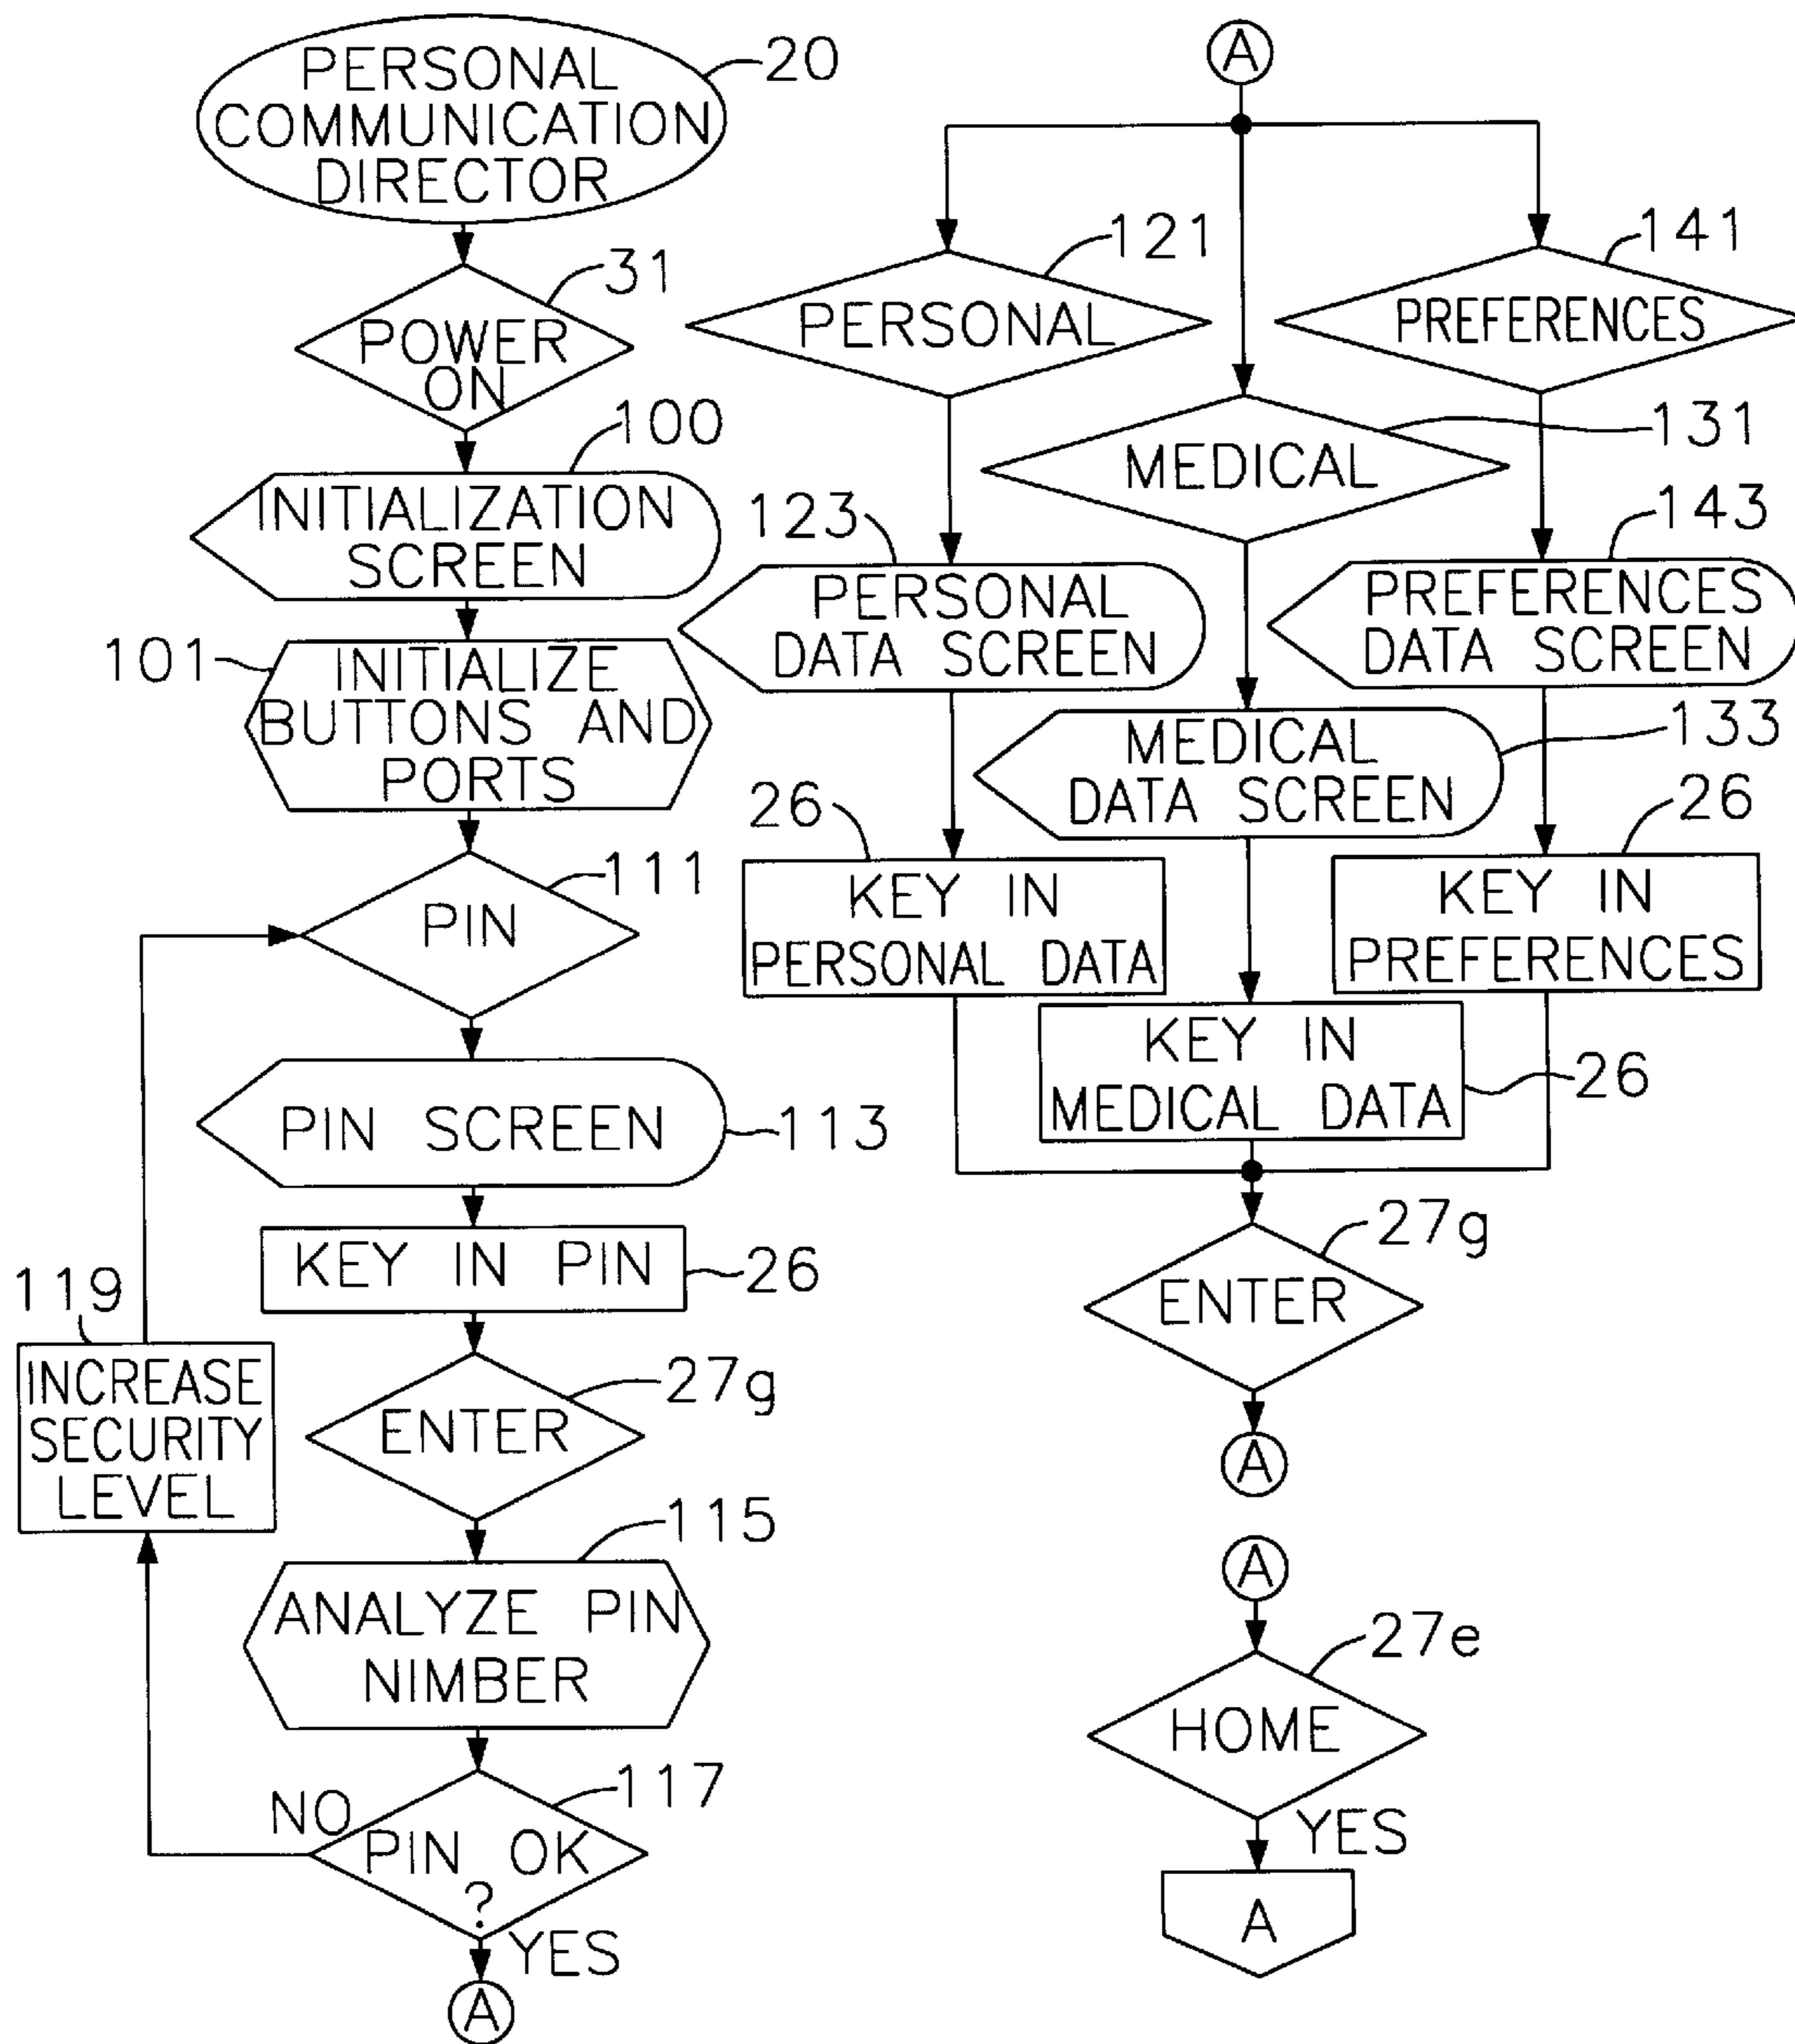 PERSONAL
COMMUNICATION
DIRECTOR
20
POWER
ON
31
INITIALIZATION
SCREEN
100
INITIALIZE
BUTTONS AND
PORTS
101
PIN
111
PIN SCREEN
113
KEY IN PIN
26
ENTER
27g
ANALYZE PIN
NIMBER
115
PIN OK
?
117
NO
YES
A
119
INCREASE
SECURITY
LEVEL
A
PERSONAL
121
PREFERENCES
141
MEDICAL
131
PERSONAL
DATA SCREEN
123
PREFERENCES
DATA SCREEN
143
MEDICAL
DATA SCREEN
133
KEY IN
PERSONAL DATA
26
KEY IN
PREFERENCES
26
KEY IN
MEDICAL DATA
26
ENTER
27g
A
A
HOME
27e
YES
A